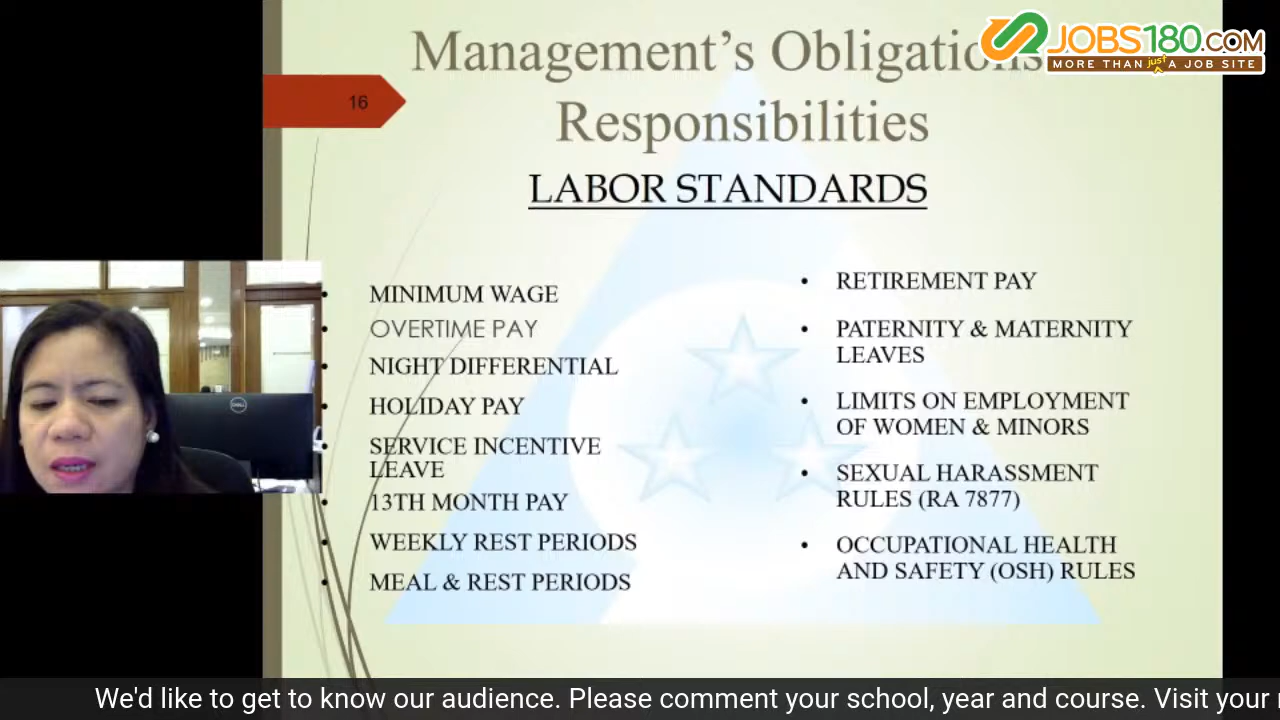 Management's Obligations
JOBS180.COM
MORE THAN just A JOB SITE
16
Responsibilities
LABOR STANDARDS
• MINIMUM WAGE
• OVERTIME PAY
• NIGHT DIFFERENTIAL
• HOLIDAY PAY
• SERVICE INCENTIVE
LEAVE
• 13TH MONTH PAY
• WEEKLY REST PERIODS
• MEAL & REST PERIODS
• RETIREMENT PAY
• PATERNITY & MATERNITY
LEAVES
• LIMITS ON EMPLOYMENT
OF WOMEN & MINORS
• SEXUAL HARASSMENT
RULES (RA 7877)
• OCCUPATIONAL HEALTH
AND SAFETY (OSH) RULES
DELL
We'd like to get to know our audience. Please comment your school, year and course. Visit your